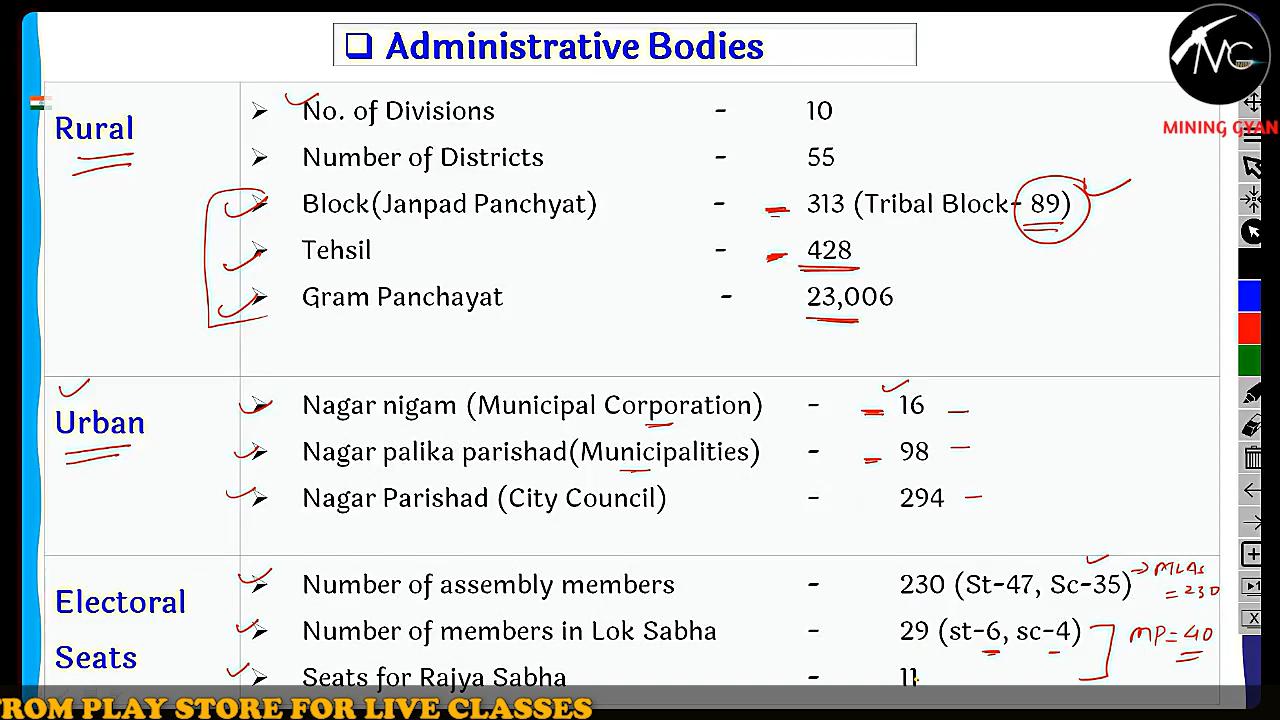 ❑ Administrative Bodies
MG
MINING GYAN
Rural
➢ No. of Divisions - 10
➢ Number of Districts - 55
➢ Block(Janpad Panchyat) - 313 (Tribal Block- 89)
➢ Tehsil - 428
➢ Gram Panchayat - 23,006
Urban
➢ Nagar nigam (Municipal Corporation) - 16
➢ Nagar palika parishad(Municipalities) - 98
➢ Nagar Parishad (City Council) - 294
Electoral
Seats
➢ Number of assembly members - 230 (St-47, Sc-35) → MLAs
= 230
➢ Number of members in Lok Sabha - 29 (st-6, sc-4) MP = 40
➢ Seats for Rajya Sabha - 11
ROM PLAY STORE FOR LIVE CLASSES